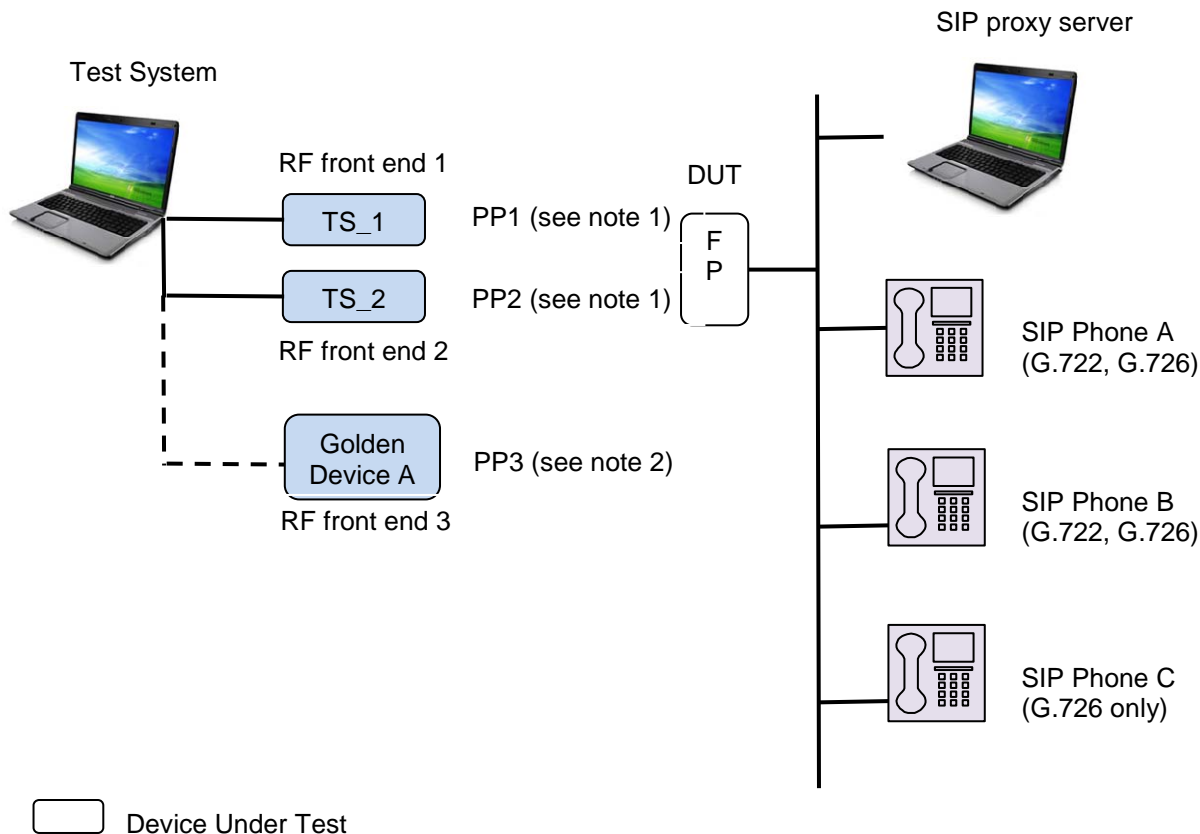 SIP proxy server
Test System
RF front end 1
TS_1
PP1 (see note 1)
DUT
F
P
TS_2
PP2 (see note 1)
RF front end 2
SIP Phone A
(G.722, G.726)
Golden
Device A
PP3 (see note 2)
RF front end 3
SIP Phone B
(G.722, G.726)
SIP Phone C
(G.726 only)
Device Under Test